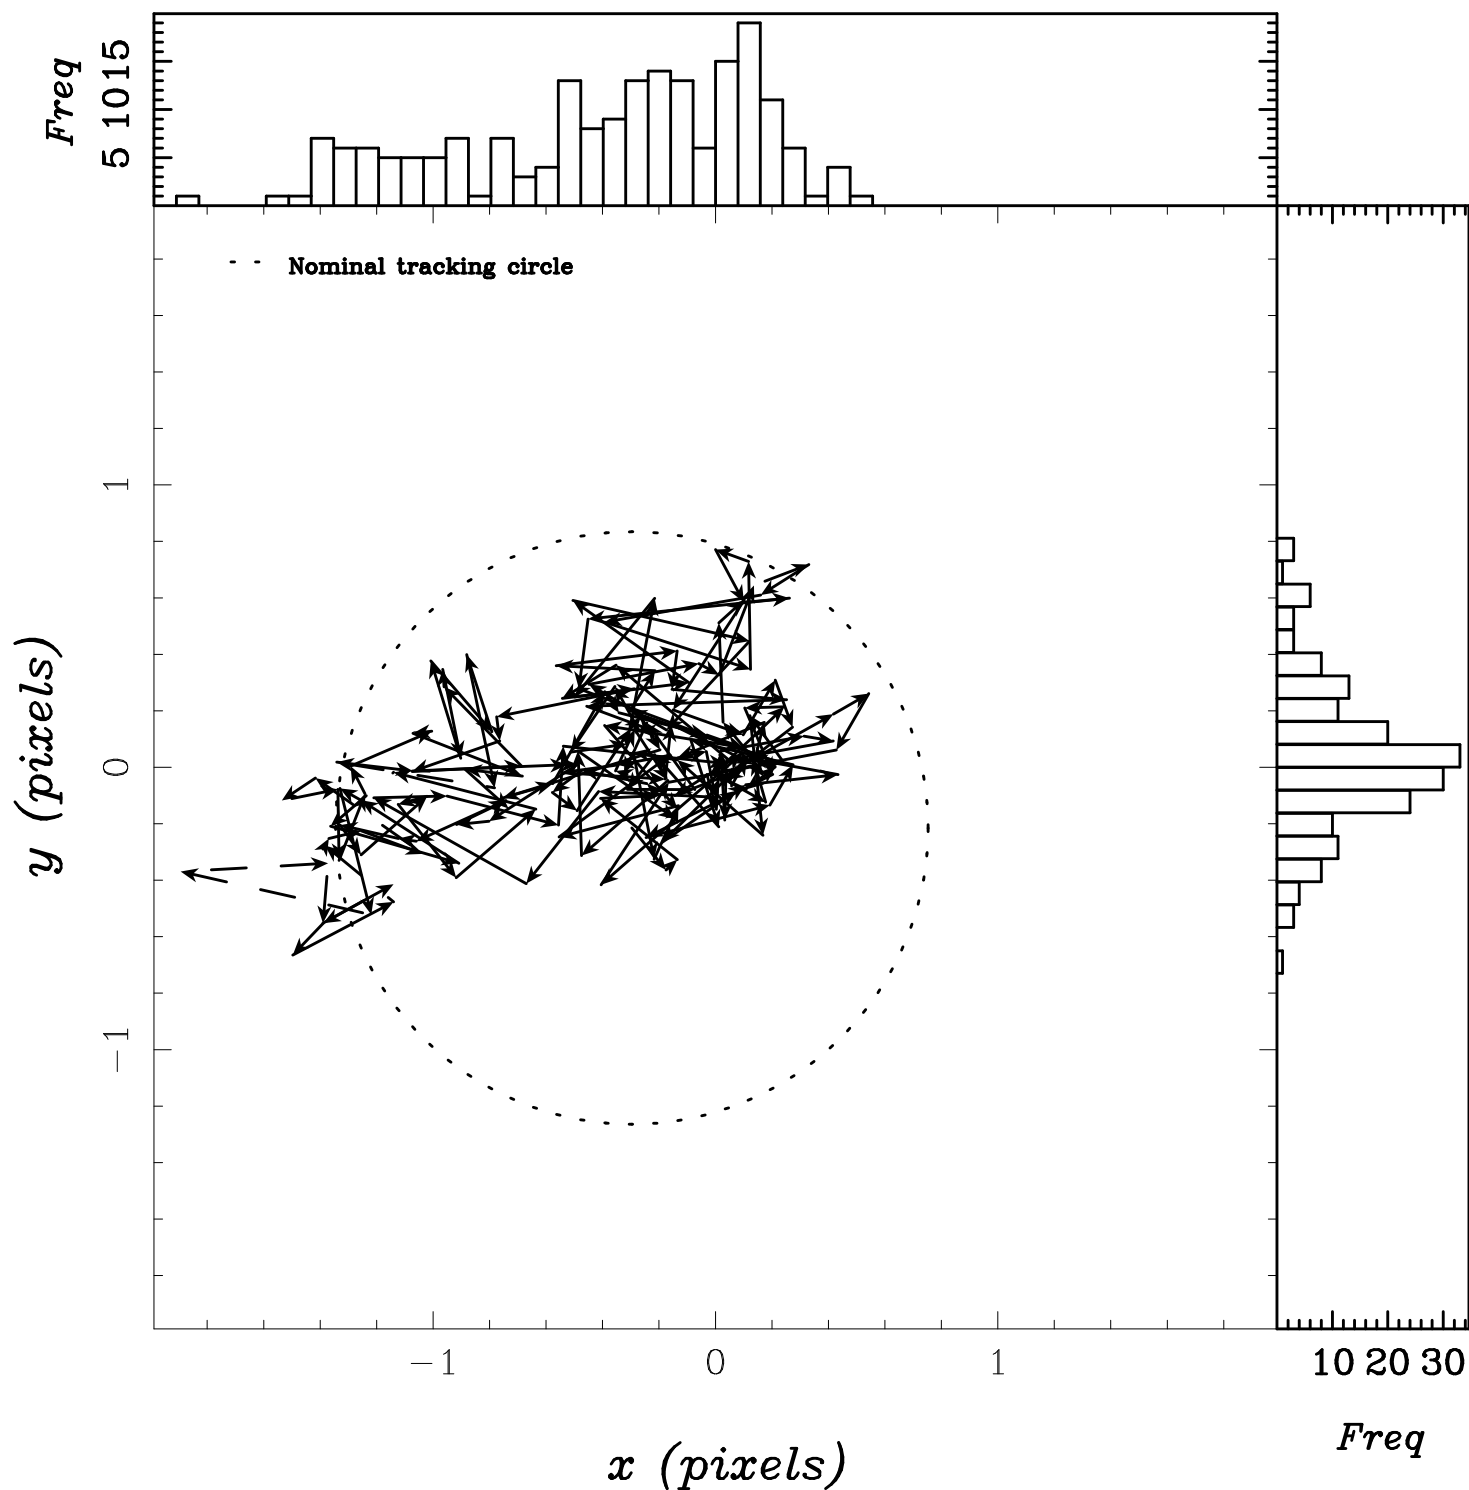 Freq
5 10 15
Nominal tracking circle
y (pixels)
1
0
−1
−1 0 1
10 20 30
x (pixels)
Freq